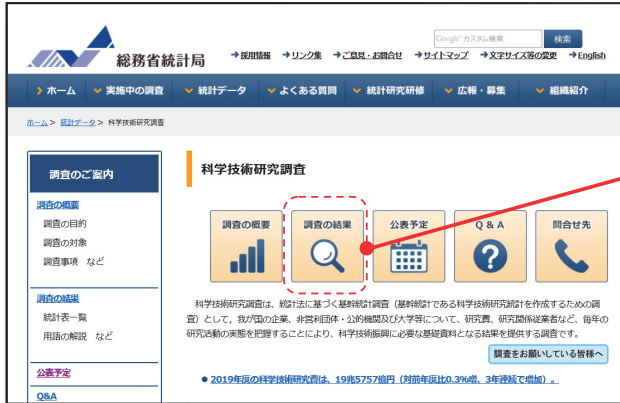 Google カスタム検索 検索
総務省統計局
→採用情報 →リンク集 →ご意見・お問合せ →サイトマップ →文字サイズ等の変更 →English
ホーム 実施中の調査 統計データ よくある質問 統計研究研修 広報・募集 組織紹介
ホーム > 統計データ > 科学技術研究調査
調査のご案内
調査の概要
調査の目的
調査の対象
調査事項 など
調査の結果
統計表一覧
用語の解説 など
公表予定
Q&A
科学技術研究調査
調査の概要 調査の結果 公表予定 Q & A 問合せ先
科学技術研究調査は、統計法に基づく基幹統計調査（基幹統計である科学技術研究統計を作成するための調
査）として，我が国の企業、非営利団体・公的機関及び大学等について、研究費、研究関係従業者など、毎年の
研究活動の実態を把握することにより、科学技術振興に必要な基礎資料となる結果を提供する調査です。
調査をお願いしている皆様へ
● 2019年度の科学技術研究費は、19兆5757億円（対前年度比0.3%増、3年連続で増加）。